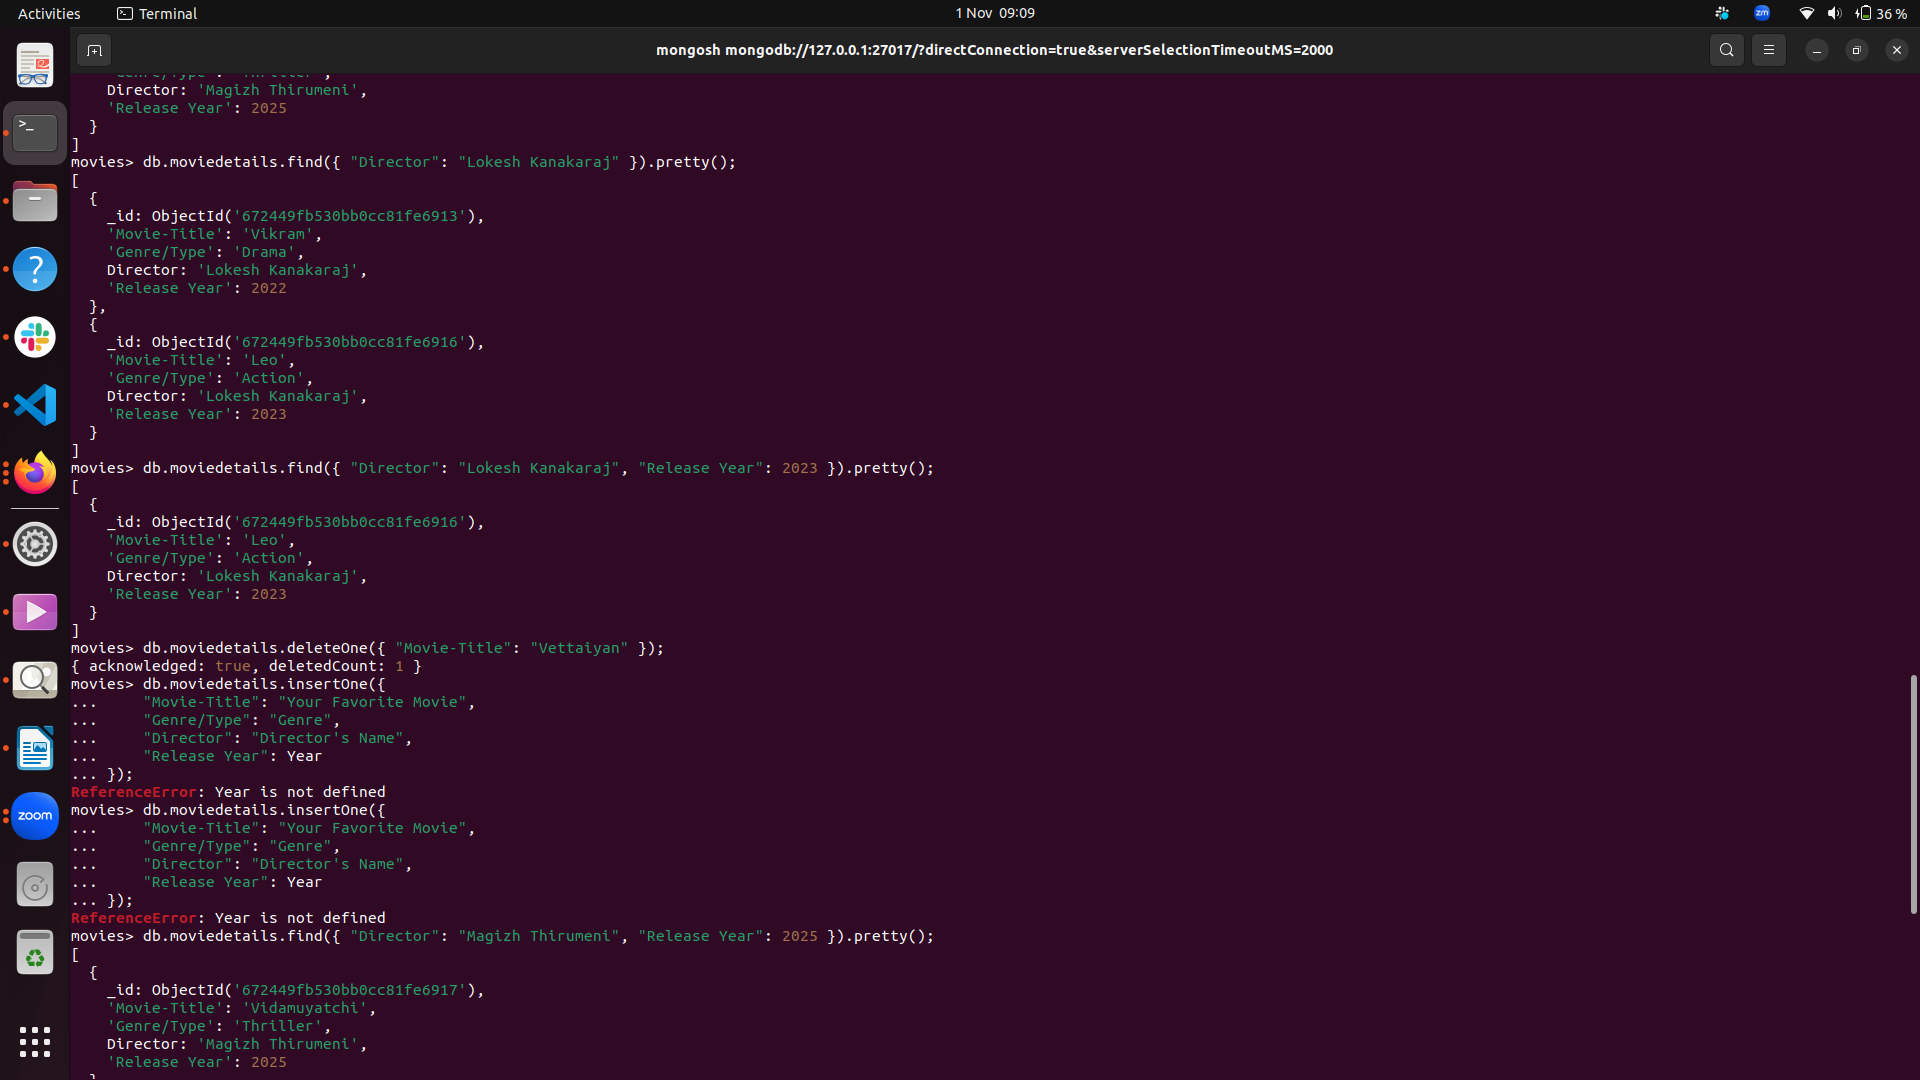 Activities
Terminal
1 Nov 09:09
zm
36 %
mongosh mongodb://127.0.0.1:27017/?directConnection=true&serverSelectionTimeoutMS=2000
'Genre/Type': 'Thriller',
    Director: 'Magizh Thirumeni',
    'Release Year': 2025
  }
]
movies> db.moviedetails.find({ "Director": "Lokesh Kanakaraj" }).pretty();
[
  {
    _id: ObjectId('672449fb530bb0cc81fe6913'),
    'Movie-Title': 'Vikram',
    'Genre/Type': 'Drama',
    Director: 'Lokesh Kanakaraj',
    'Release Year': 2022
  },
  {
    _id: ObjectId('672449fb530bb0cc81fe6916'),
    'Movie-Title': 'Leo',
    'Genre/Type': 'Action',
    Director: 'Lokesh Kanakaraj',
    'Release Year': 2023
  }
]
movies> db.moviedetails.find({ "Director": "Lokesh Kanakaraj", "Release Year": 2023 }).pretty();
[
  {
    _id: ObjectId('672449fb530bb0cc81fe6916'),
    'Movie-Title': 'Leo',
    'Genre/Type': 'Action',
    Director: 'Lokesh Kanakaraj',
    'Release Year': 2023
  }
]
movies> db.moviedetails.deleteOne({ "Movie-Title": "Vettaiyan" });
{ acknowledged: true, deletedCount: 1 }
movies> db.moviedetails.insertOne({
...     "Movie-Title": "Your Favorite Movie",
...     "Genre/Type": "Genre",
...     "Director": "Director's Name",
...     "Release Year": Year
... });
ReferenceError: Year is not defined
movies> db.moviedetails.insertOne({
...     "Movie-Title": "Your Favorite Movie",
...     "Genre/Type": "Genre",
...     "Director": "Director's Name",
...     "Release Year": Year
... });
ReferenceError: Year is not defined
movies> db.moviedetails.find({ "Director": "Magizh Thirumeni", "Release Year": 2025 }).pretty();
[
  {
    _id: ObjectId('672449fb530bb0cc81fe6917'),
    'Movie-Title': 'Vidamuyatchi',
    'Genre/Type': 'Thriller',
    Director: 'Magizh Thirumeni',
    'Release Year': 2025
  }
zoom